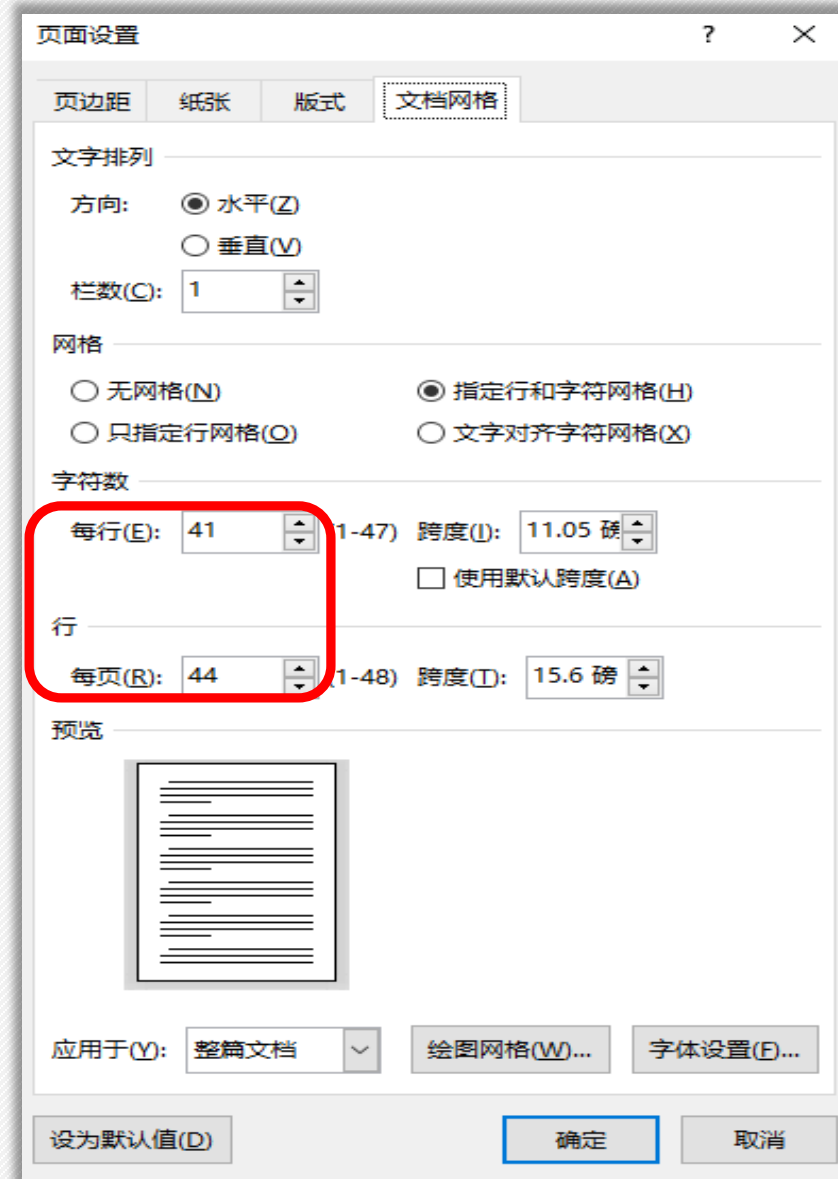 页面设置 ?
页边距 纸张 版式 文档网格
文字排列
方向: 水平(Z)
垂直(V)
栏数(C): 1
网格
无网格(N) 指定行和字符网格(H)
只指定行网格(O) 文字对齐字符网格(X)
字符数
每行(E): 41 (1-47) 跨度(I): 11.05 磅
使用默认跨度(A)
行
每页(R): 44 (1-48) 跨度(T): 15.6 磅
预览
应用于(Y): 整篇文档 绘图网格(W)... 字体设置(F)...
设为默认值(D) 确定 取消